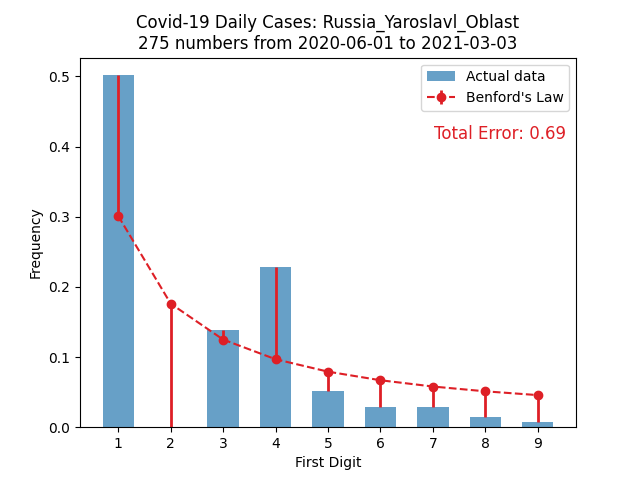 Covid-19 Daily Cases: Russia_Yaroslavl_Oblast
275 numbers from 2020-06-01 to 2021-03-03
Actual data
Benford's Law
Total Error: 0.69
Frequency
0.5
0.4
0.3
0.2
0.1
0.0
1 2 3 4 5 6 7 8 9
First Digit